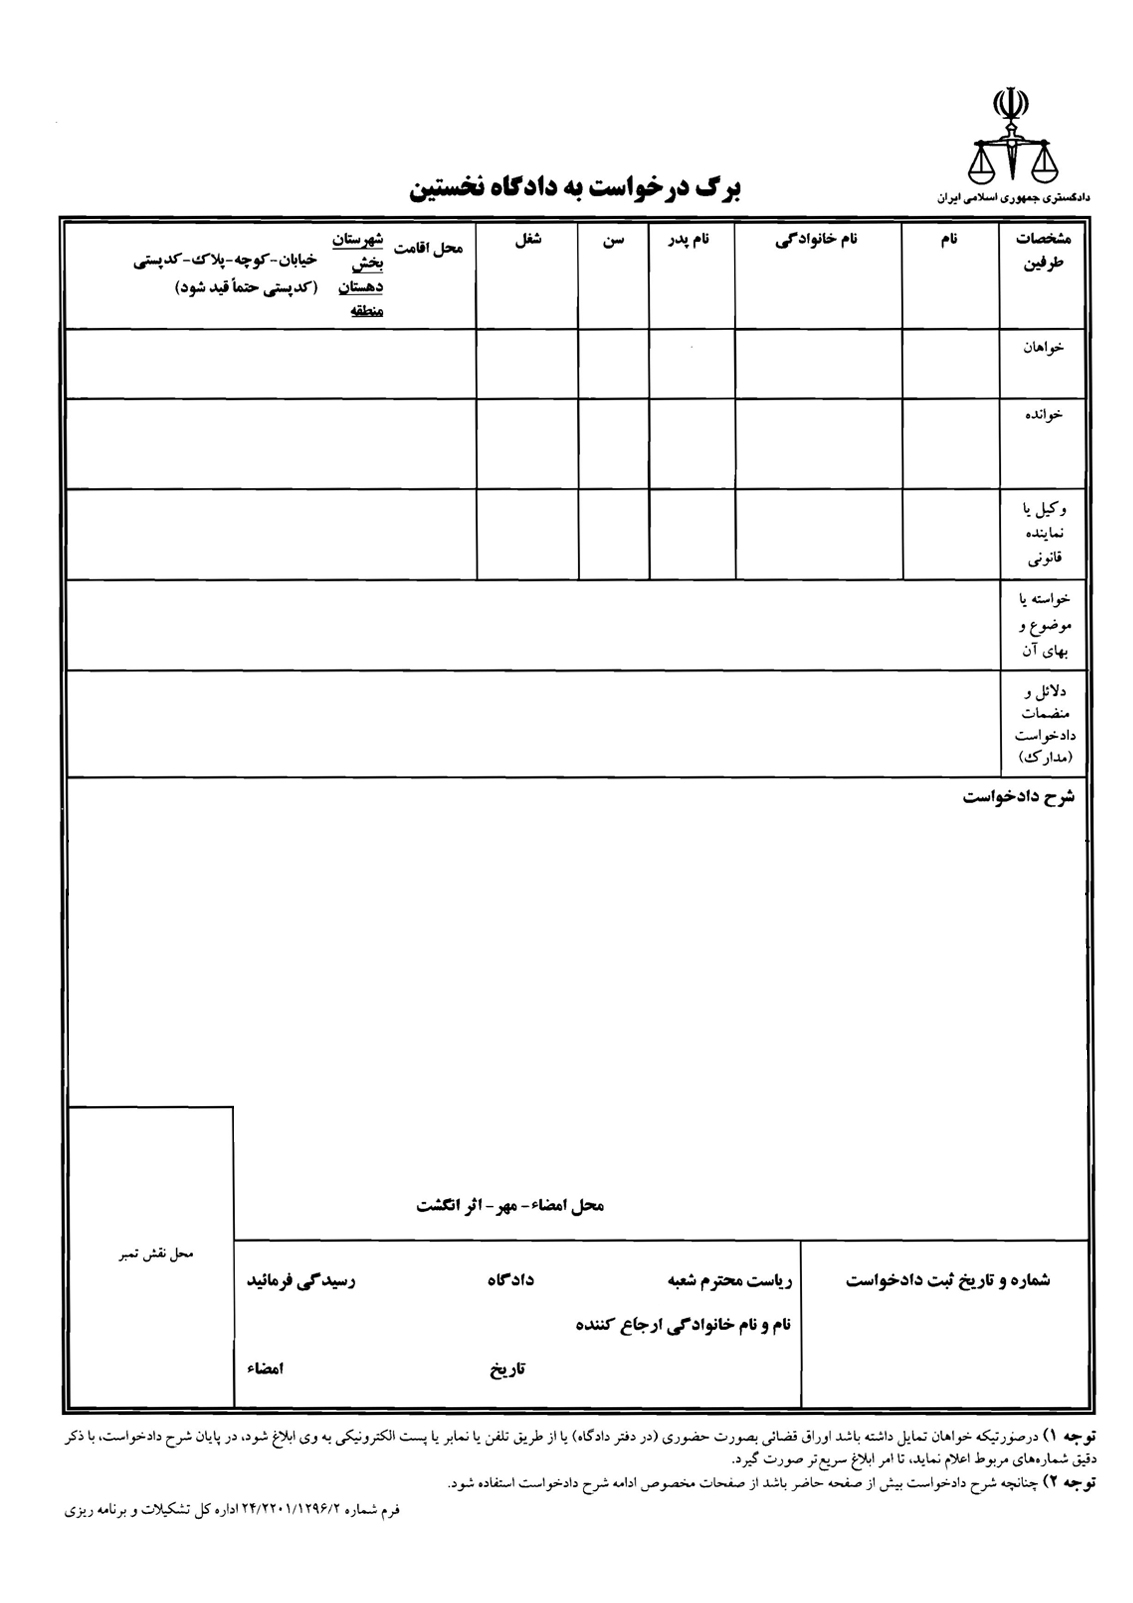 دادگستری جمهوری اسلامی ایران
برگ درخواست به دادگاه نخستین
مشخصات طرفین
نام
نام خانوادگی
نام پدر
سن
شغل
محل اقامت
شهرستان
بخش
دهستان
منطقه
خیابان-کوچه-پلاک-کدپستی
(کدپستی حتماً قید شود)
خواهان
خوانده
وکیل یا
نماینده
قانونی
خواسته یا
موضوع و
بهای آن
دلائل و
منضمات
دادخواست
(مدارک)
شرح دادخواست
محل امضاء- مهر- اثر انگشت
محل نقش تمبر
شماره و تاریخ ثبت دادخواست
ریاست محترم شعبه دادگاه رسیدگی فرمائید
نام و نام خانوادگی ارجاع کننده
تاریخ امضاء
توجه ۱) درصورتیکه خواهان تمایل داشته باشد اوراق قضائی بصورت حضوری (در دفتر دادگاه) یا از طریق تلفن یا نمابر یا پست الکترونیکی به وی ابلاغ شود، در پایان شرح دادخواست، با ذکر
دقیق شماره‌های مربوط اعلام نماید، تا امر ابلاغ سریع‌تر صورت گیرد.
توجه ۲) چنانچه شرح دادخواست بیش از صفحه حاضر باشد از صفحات مخصوص ادامه شرح دادخواست استفاده شود.
فرم شماره ۲۴/۲۲۰۱/۱۲۹۶/۲ اداره کل تشکیلات و برنامه ریزی